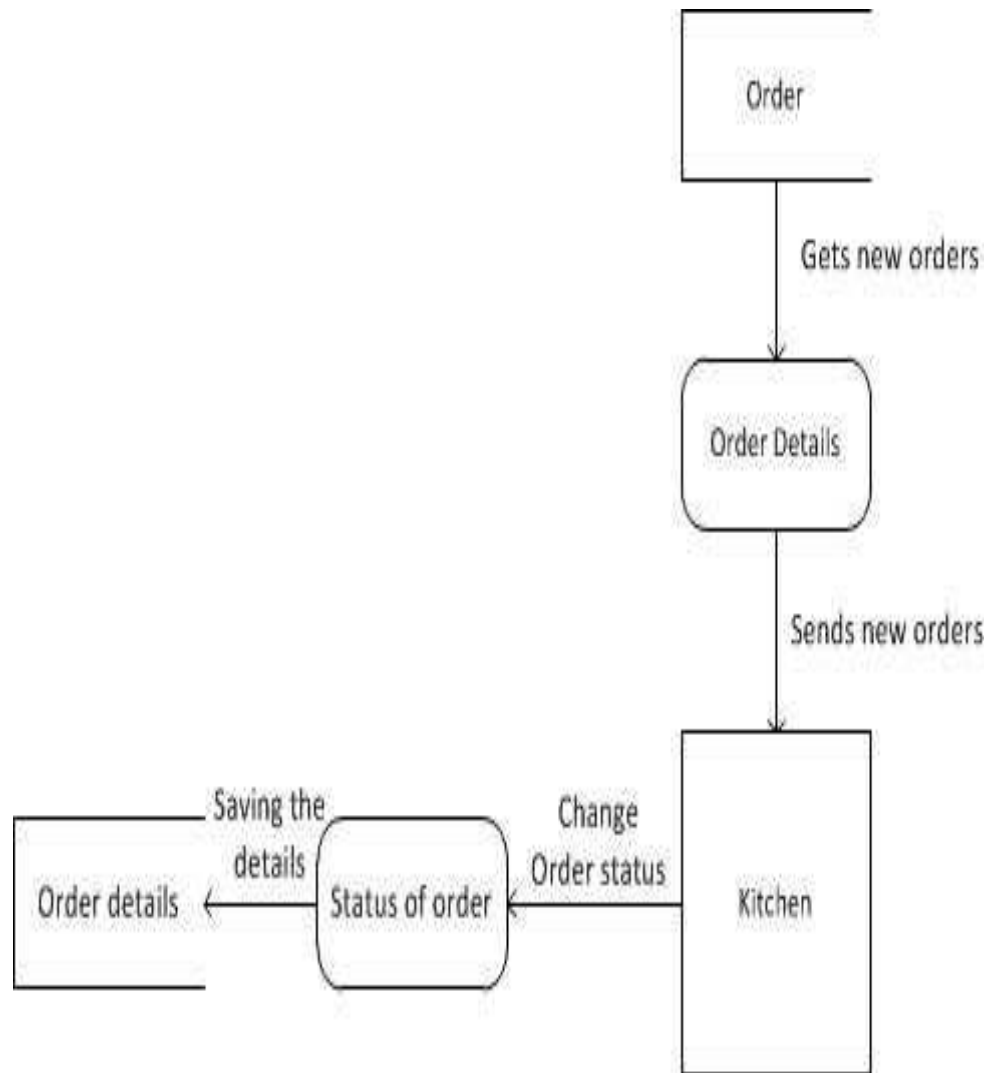 Order
Gets new orders
Order Details
Sends new orders
Saving the
details
Change
Order status
Order details
Status of order
Kitchen